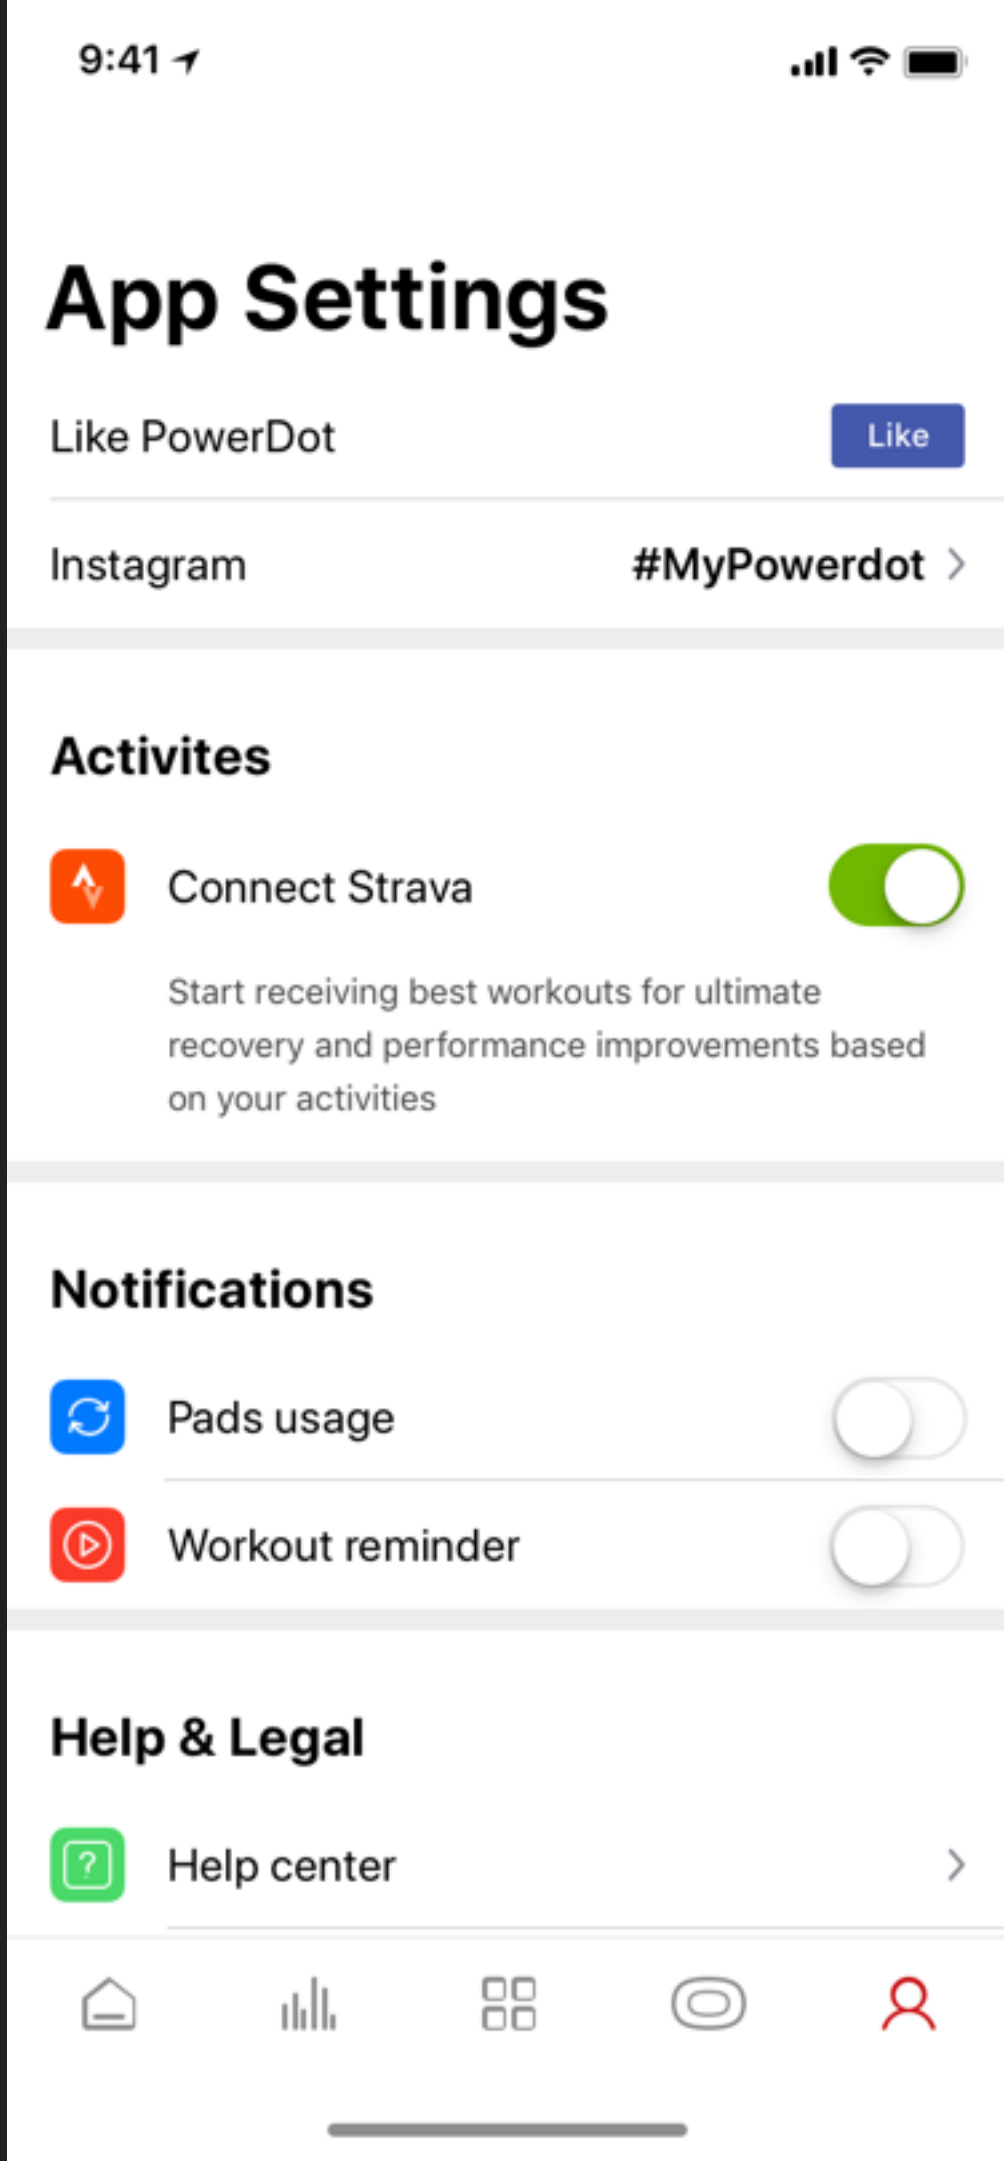 9:41
App Settings
Like PowerDot Like
Instagram #MyPowerdot
Activites
Connect Strava
Start receiving best workouts for ultimate
recovery and performance improvements based
on your activities
Notifications
Pads usage
Workout reminder
Help & Legal
?
Help center